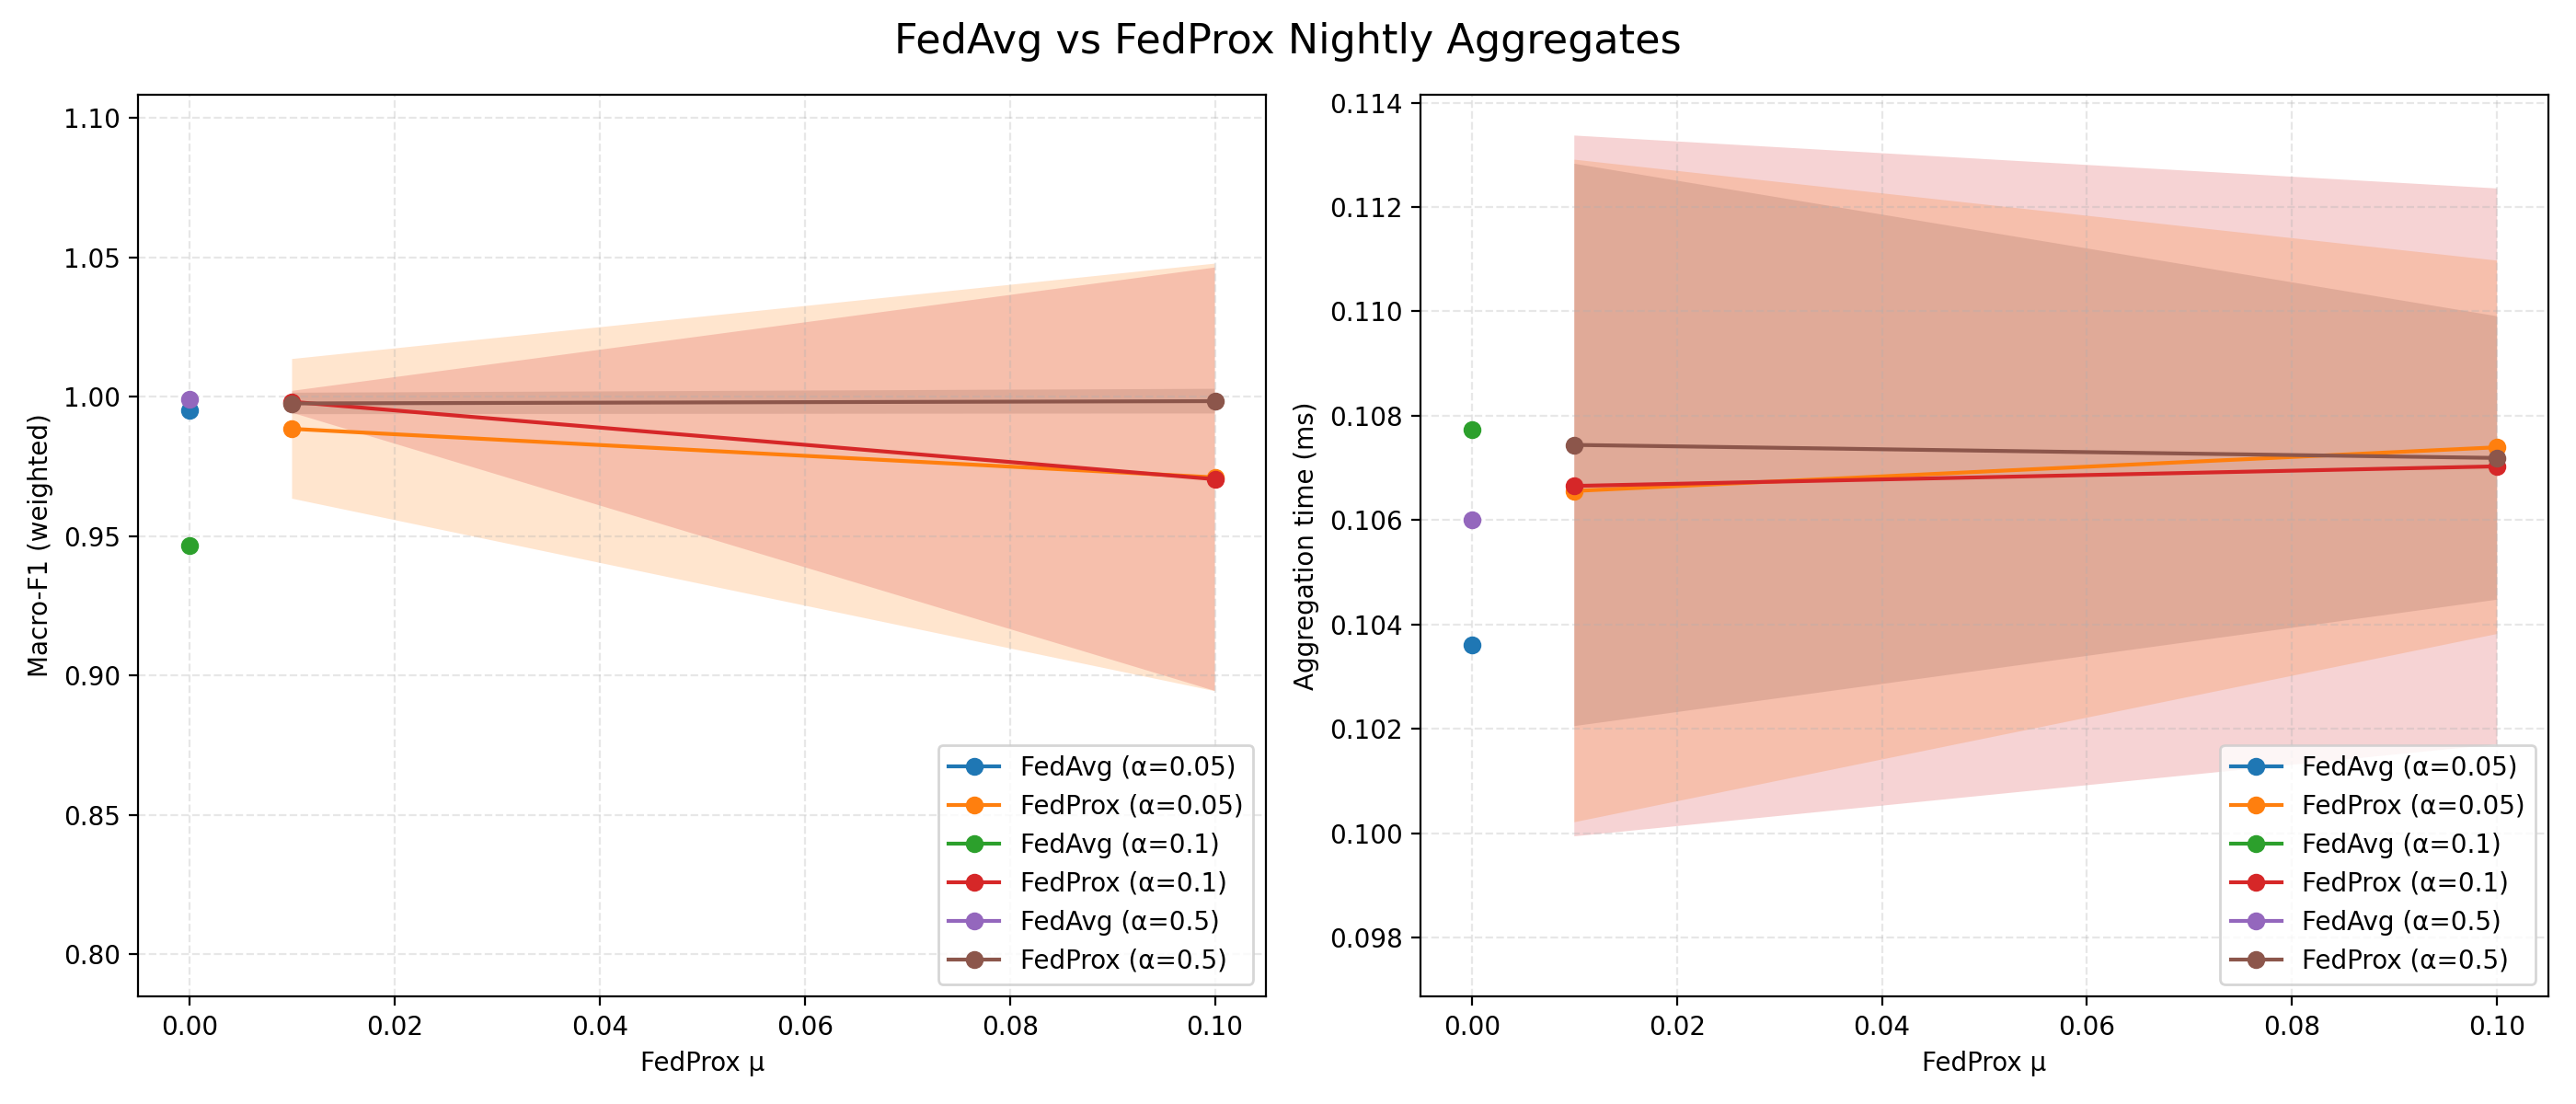 FedAvg vs FedProx Nightly Aggregates
Macro-F1 (weighted)
1.10
1.05
1.00
0.95
0.90
0.85
0.80
0.00
0.02
0.04
0.06
0.08
0.10
FedProx μ
FedAvg (α=0.05)
FedProx (α=0.05)
FedAvg (α=0.1)
FedProx (α=0.1)
FedAvg (α=0.5)
FedProx (α=0.5)
Aggregation time (ms)
0.114
0.112
0.110
0.108
0.106
0.104
0.102
0.100
0.098
0.00
0.02
0.04
0.06
0.08
0.10
FedProx μ
FedAvg (α=0.05)
FedProx (α=0.05)
FedAvg (α=0.1)
FedProx (α=0.1)
FedAvg (α=0.5)
FedProx (α=0.5)